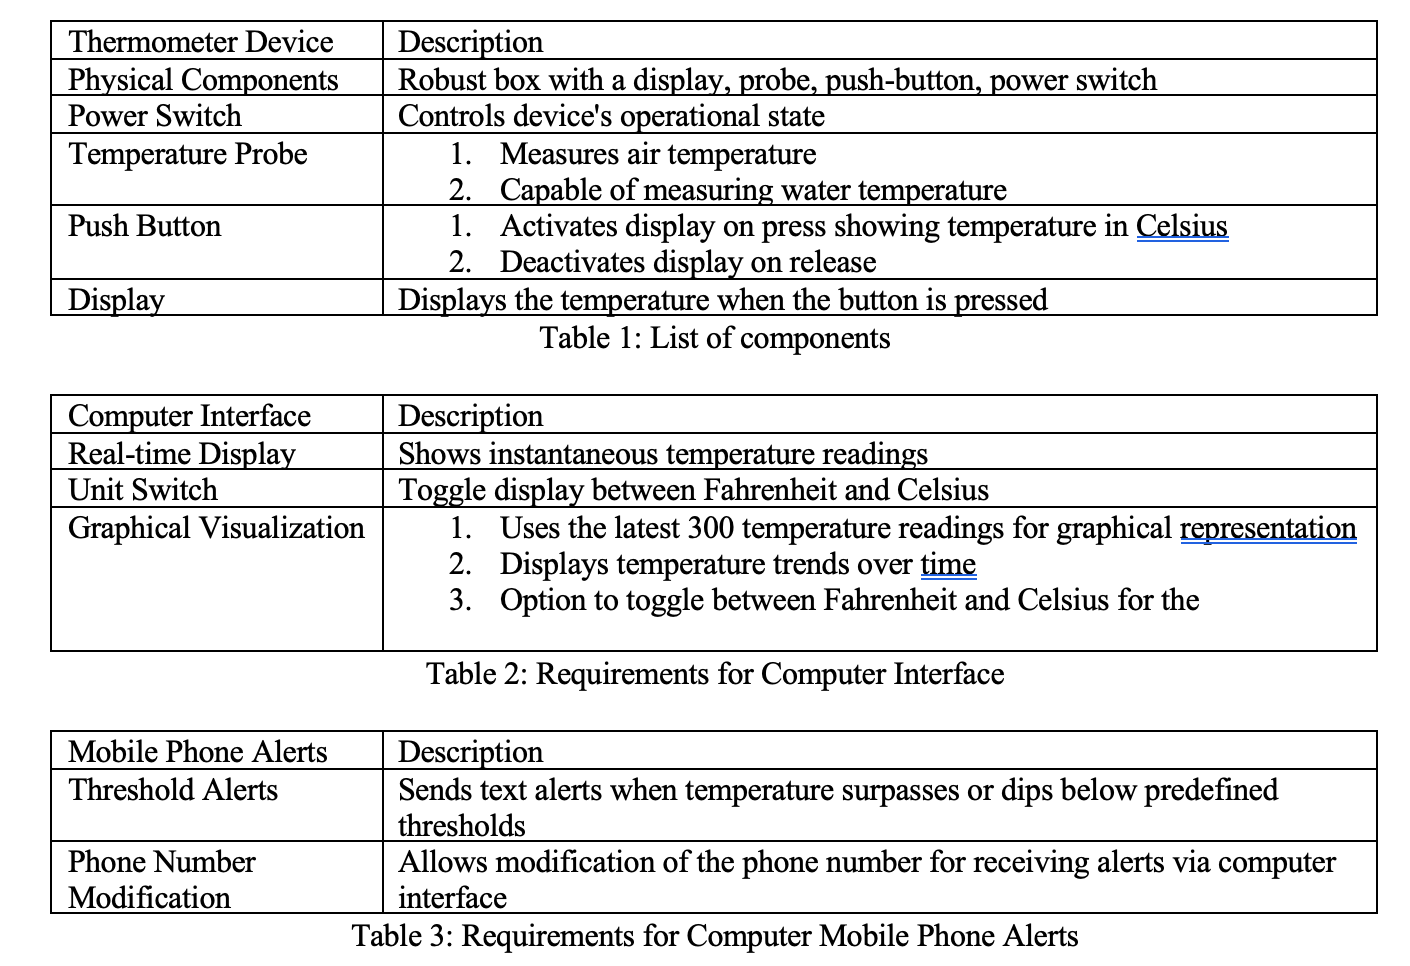 Thermometer Device Description
Physical Components Robust box with a display, probe, push-button, power switch
Power Switch Controls device's operational state
Temperature Probe 1. Measures air temperature
2. Capable of measuring water temperature
Push Button 1. Activates display on press showing temperature in Celsius
2. Deactivates display on release
Display Displays the temperature when the button is pressed
Table 1: List of components
Computer Interface Description
Real-time Display Shows instantaneous temperature readings
Unit Switch Toggle display between Fahrenheit and Celsius
Graphical Visualization 1. Uses the latest 300 temperature readings for graphical representation
2. Displays temperature trends over time
3. Option to toggle between Fahrenheit and Celsius for the
Table 2: Requirements for Computer Interface
Mobile Phone Alerts Description
Threshold Alerts Sends text alerts when temperature surpasses or dips below predefined
thresholds
Phone Number Allows modification of the phone number for receiving alerts via computer
Modification interface
Table 3: Requirements for Computer Mobile Phone Alerts